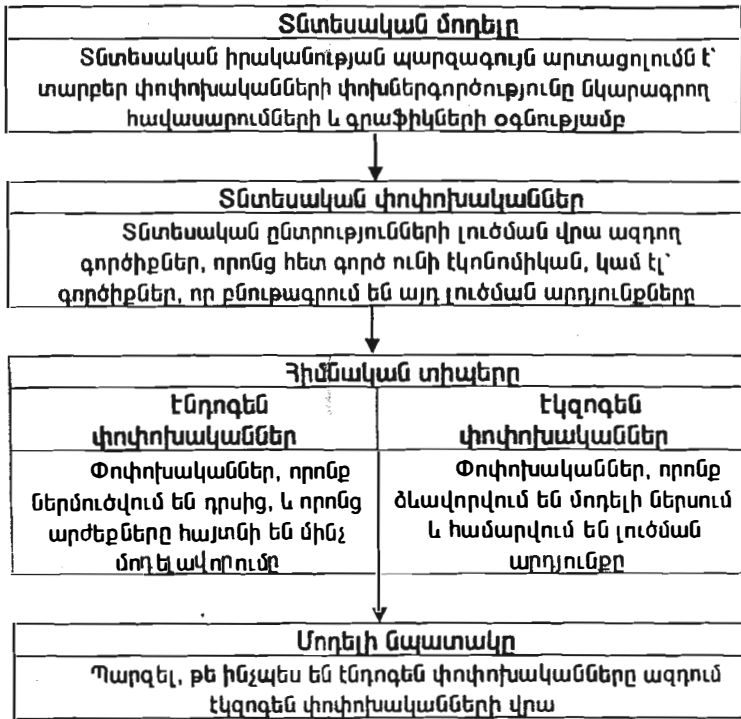 Տնտեսական մոդելը
Տնտեսական իրականության պարզագույն արտացոլումն է՝
տարբեր փոփոխականների փոխներգործությունը նկարագրող
հավասարումների և գրաֆիկների օգնությամբ
Տնտեսական փոփոխականներ
Տնտեսական ընտրությունների լուծման վրա ազդող
գործիքներ, որոնց հետ գործ ունի էկոնոմիկան, կամ էլ՝
գործիքներ, որ բնութագրում են այդ լուծման արդյունքները
Հիմնական տիպերը
Էնդոգեն
փոփոխականներ
Փոփոխականներ, որոնք
ներմուծվում են դրսից, և որոնց
արժեքները հայտնի են մինչ
մոդելավորումը
Էկզոգեն
փոփոխականներ
Փոփոխականներ, որոնք
ձևավորվում են մոդելի ներսում
և համարվում են լուծման
արդյունքը
Մոդելի նպատակը
Պարզել, թե ինչպես են էնդոգեն փոփոխականները ազդում
էկզոգեն փոփոխականների վրա